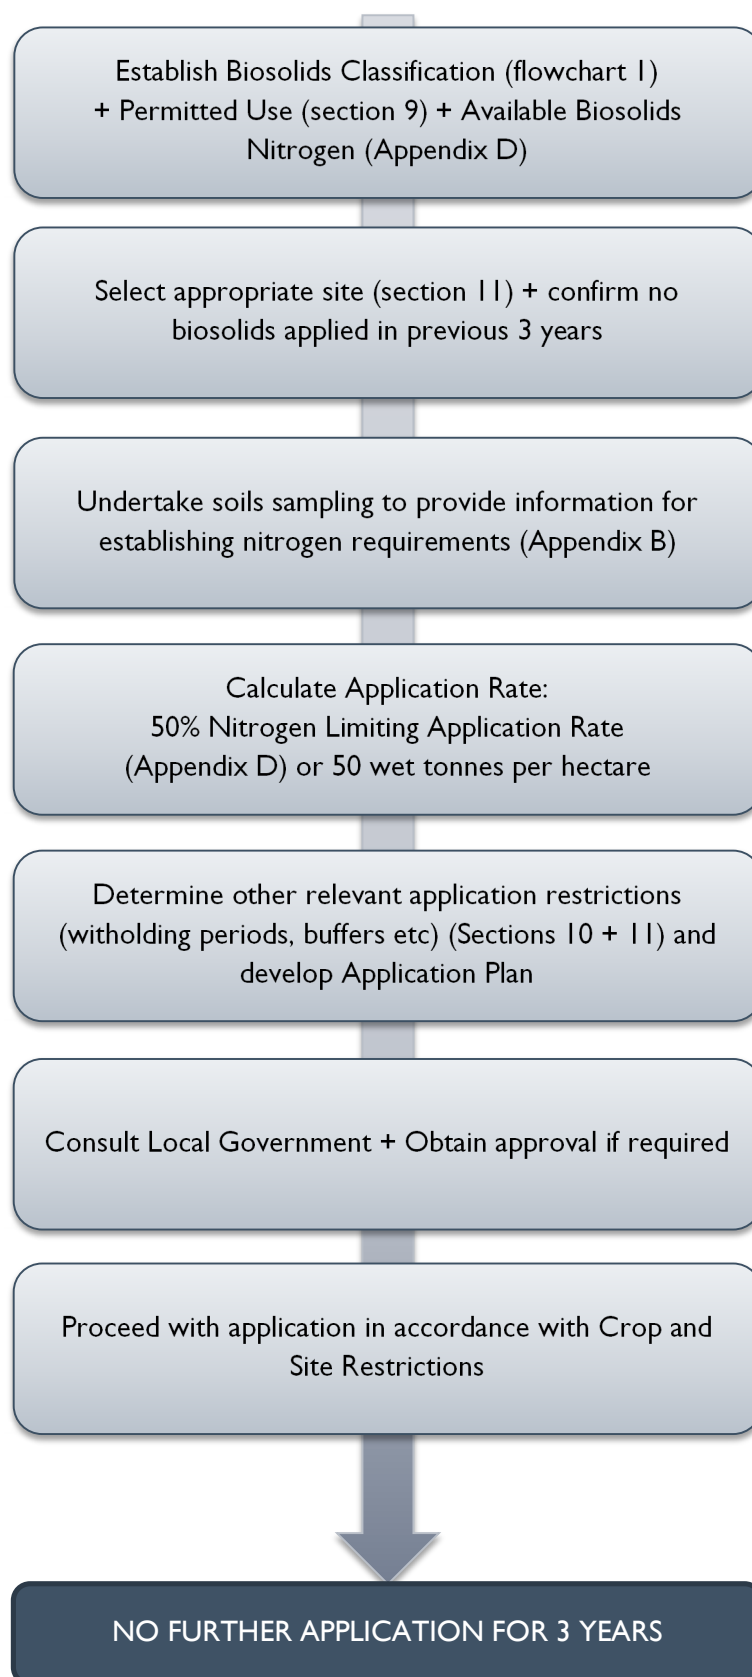 Establish Biosolids Classification (flowchart 1)
+ Permitted Use (section 9) + Available Biosolids
Nitrogen (Appendix D)
Select appropriate site (section 11) + confirm no
biosolids applied in previous 3 years
Undertake soils sampling to provide information for
establishing nitrogen requirements (Appendix B)
Calculate Application Rate:
50% Nitrogen Limiting Application Rate
(Appendix D) or 50 wet tonnes per hectare
Determine other relevant application restrictions
(witholding periods, buffers etc) (Sections 10 + 11) and
develop Application Plan
Consult Local Government + Obtain approval if required
Proceed with application in accordance with Crop and
Site Restrictions
NO FURTHER APPLICATION FOR 3 YEARS